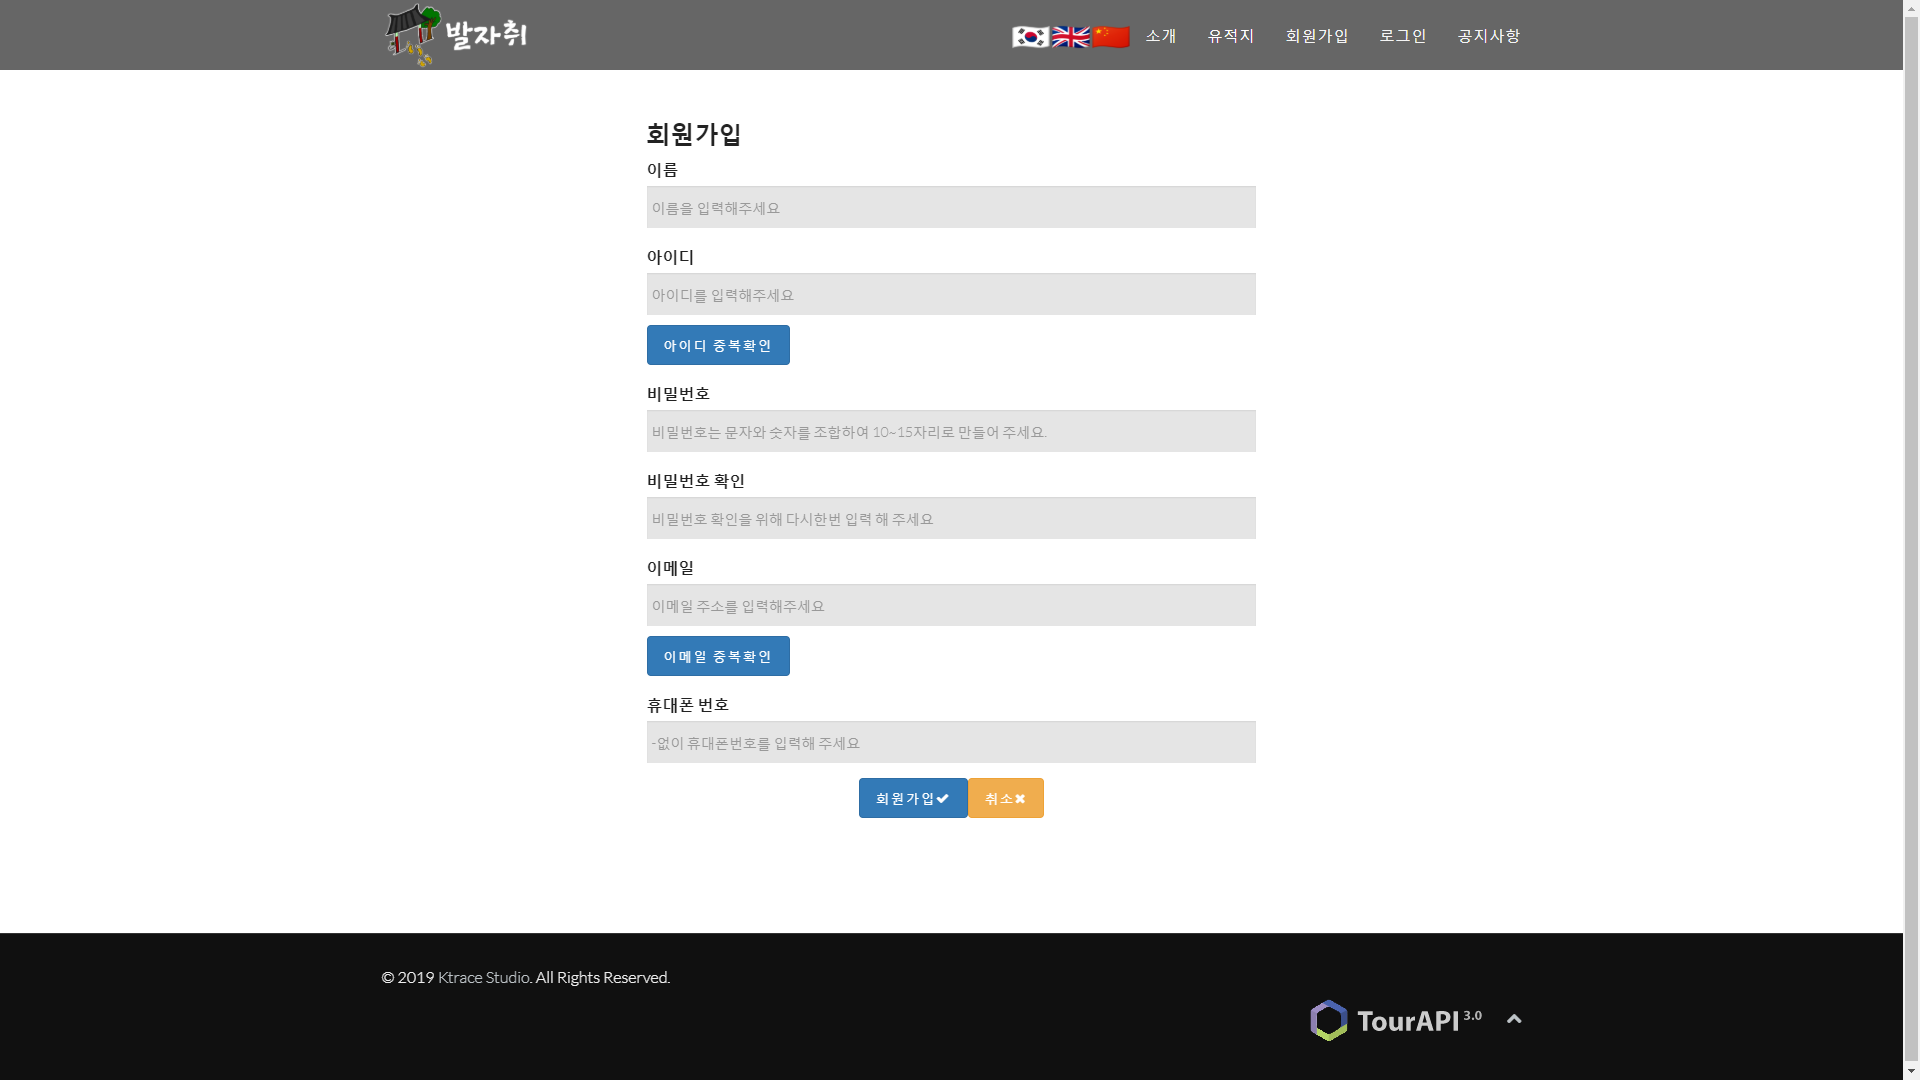 발자취
소개 유적지 회원가입 로그인 공지사항
회원가입
이름
이름을 입력해주세요
아이디
아이디를 입력해주세요
아이디 중복확인
비밀번호
비밀번호는 문자와 숫자를 조합하여 10~15자리로 만들어 주세요.
비밀번호 확인
비밀번호 확인을 위해 다시한번 입력 해 주세요
이메일
이메일 주소를 입력해주세요
이메일 중복확인
휴대폰 번호
-없이 휴대폰번호를 입력해 주세요
회원가입 취소
© 2019 Ktrace Studio. All Rights Reserved.
TourAPI 3.0